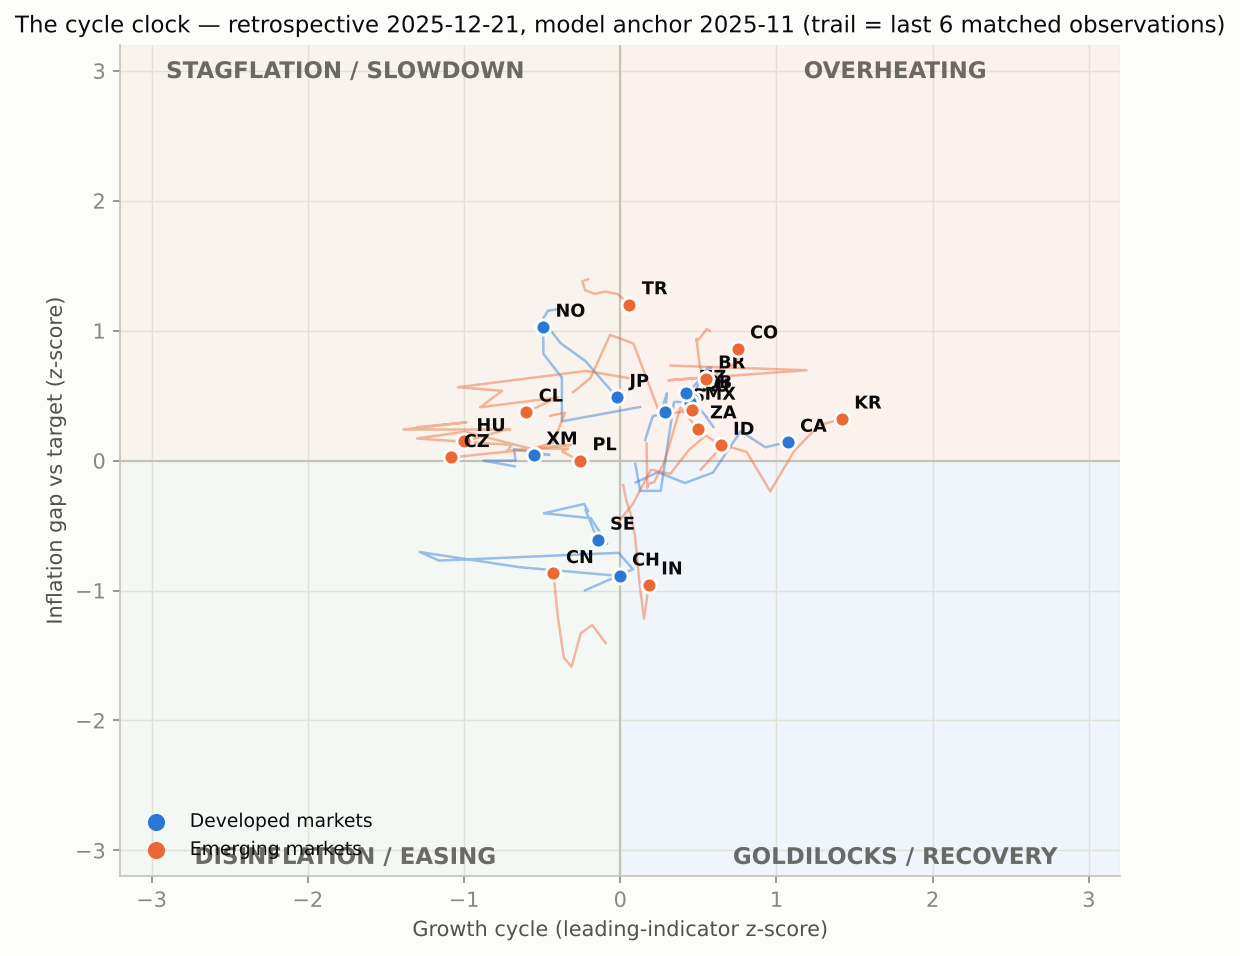 The cycle clock — retrospective 2025-12-21, model anchor 2025-11 (trail = last 6 matched observations)
STAGFLATION / SLOWDOWN
OVERHEATING
3
2
1
0
−1
−2
−3
Inflation gap vs target (z-score)
TR
NO
CO
BR
JP
MX
CL
KR
ZA
HU
CA
ID
CZ
XM
PL
SE
CN
CH
IN
Developed markets
Emerging markets
DISINFLATION / EASING
GOLDILOCKS / RECOVERY
−3
−2
−1
0
1
2
3
Growth cycle (leading-indicator z-score)